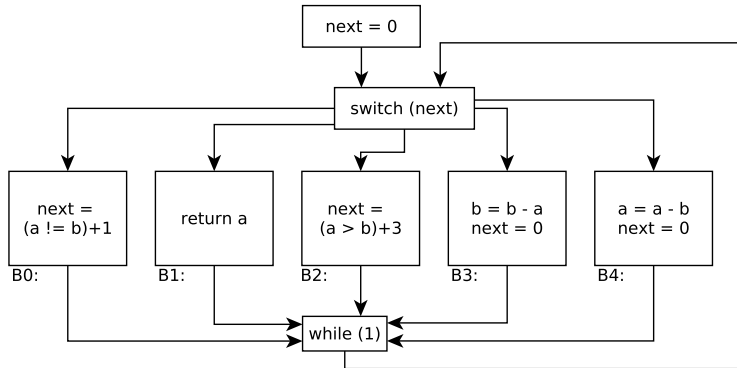 next = 0
switch (next)
next =
(a != b)+1
return a
next =
(a > b)+3
b = b - a
next = 0
a = a - b
next = 0
B0:
B1:
B2:
B3:
B4:
while (1)